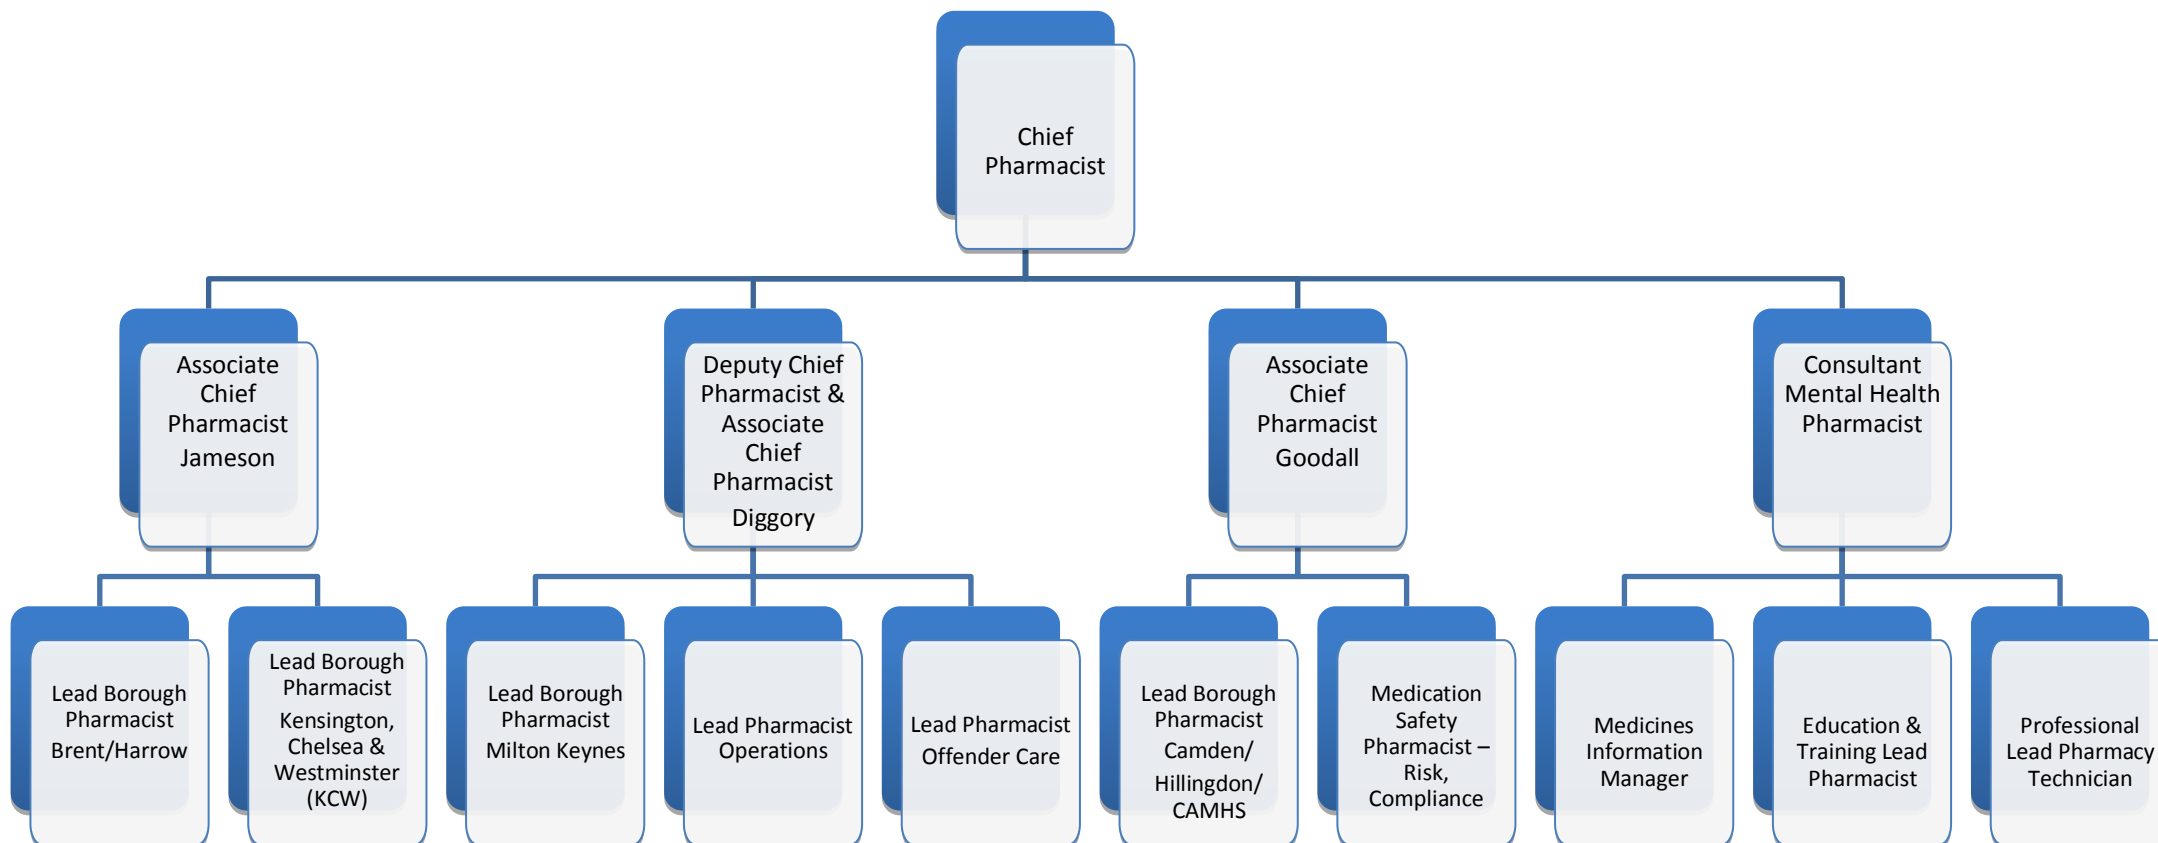 Chief
Pharmacist
Associate
Chief
Pharmacist
Jameson
Deputy Chief
Pharmacist &
Associate
Chief
Pharmacist
Diggory
Associate
Chief
Pharmacist
Goodall
Consultant
Mental Health
Pharmacist
Lead Borough
Pharmacist
Brent/Harrow
Lead Borough
Pharmacist
Kensington,
Chelsea &
Westminster
(KCW)
Lead Borough
Pharmacist
Milton Keynes
Lead Pharmacist
Operations
Lead Pharmacist
Offender Care
Lead Borough
Pharmacist
Camden/
Hillingdon/
CAMHS
Medication
Safety
Pharmacist –
Risk,
Compliance
Medicines
Information
Manager
Education &
Training Lead
Pharmacist
Professional
Lead Pharmacy
Technician